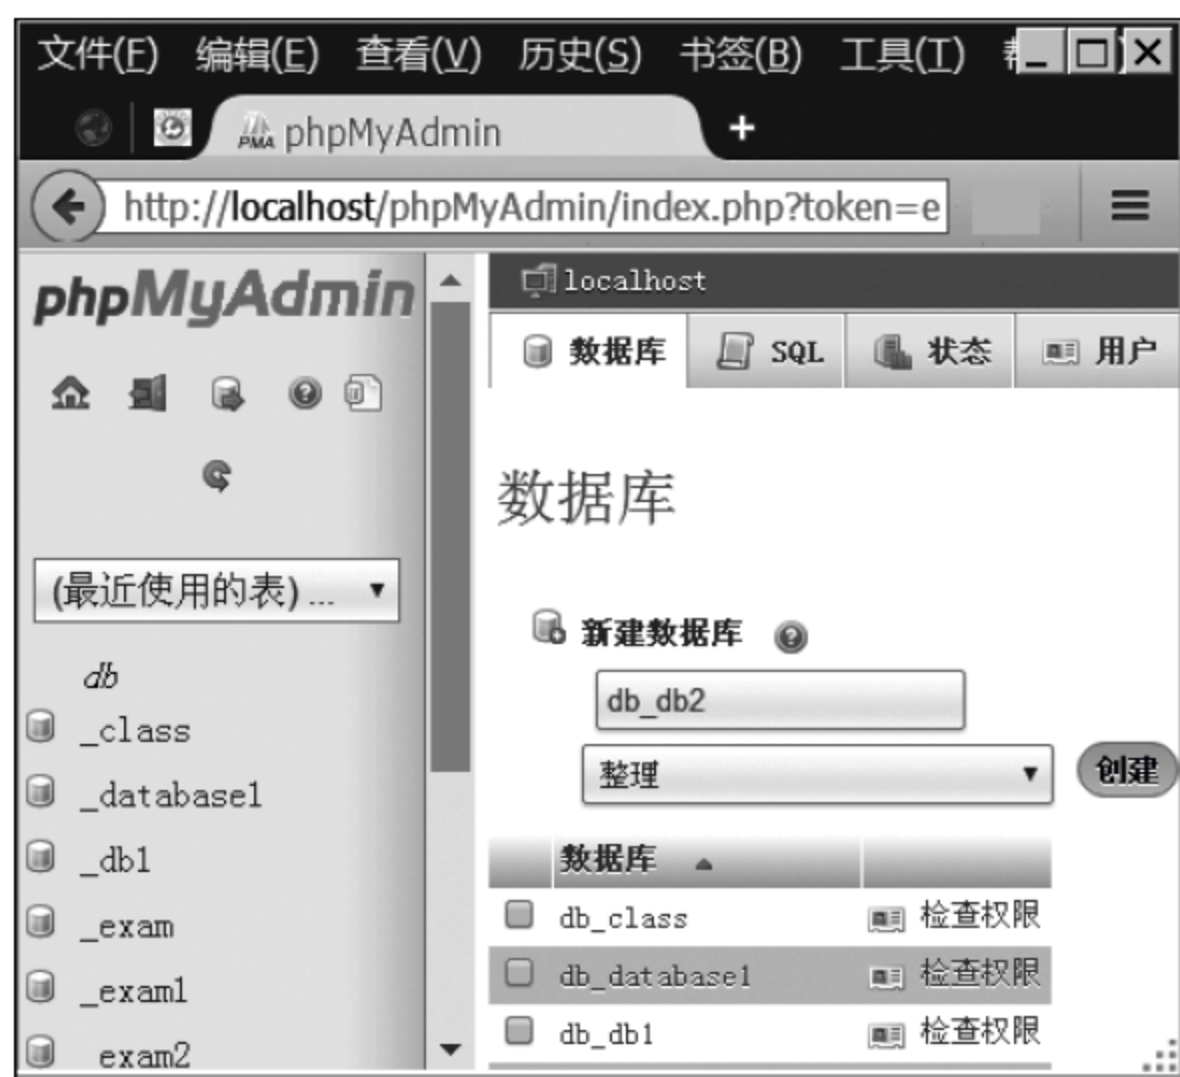 文件(F) 编辑(E) 查看(V) 历史(S) 书签(B) 工具(T)
phpMyAdmin +
http://localhost/phpMyAdmin/index.php?token=e
phpMyAdmin
(最近使用的表) ...
db
_class
_database1
_db1
_exam
_exam1
exam2
localhost
数据库 SQL 状态 用户
数据库
新建数据库
db_db2
整理 创建
数据库
db_class 检查权限
db_database1 检查权限
db_db1 检查权限